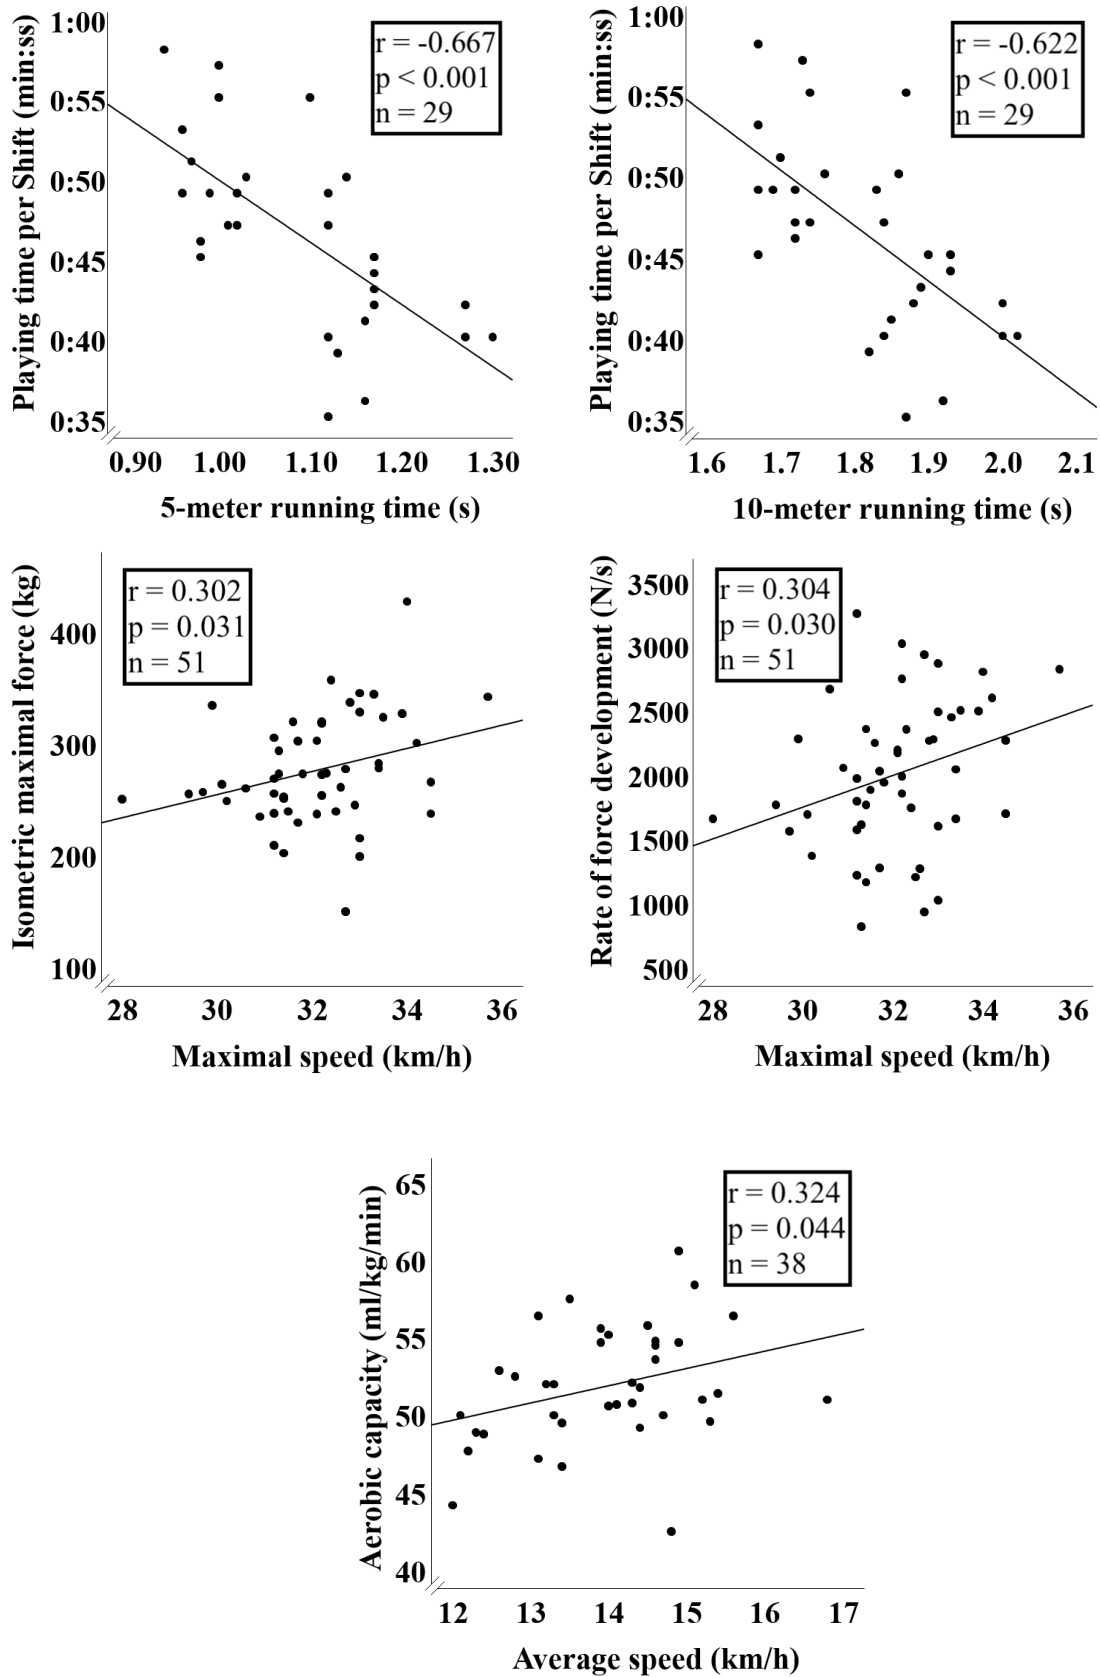 Playing time per Shift (min:ss)
1:00
0:55
0:50
0:45
0:40
0:35
r = -0.667
p < 0.001
n = 29
0.90 1.00 1.10 1.20 1.30
5-meter running time (s)
Playing time per Shift (min:ss)
1:00
0:55
0:50
0:45
0:40
0:35
r = -0.622
p < 0.001
n = 29
1.6 1.7 1.8 1.9 2.0 2.1
10-meter running time (s)
Isometric maximal force (kg)
400
300
200
100
r = 0.302
p = 0.031
n = 51
28 30 32 34 36
Maximal speed (km/h)
Rate of force development (N/s)
3500
3000
2500
2000
1500
1000
500
r = 0.304
p = 0.030
n = 51
28 30 32 34 36
Maximal speed (km/h)
Aerobic capacity (ml/kg/min)
65
60
55
50
45
40
r = 0.324
p = 0.044
n = 38
12 13 14 15 16 17
Average speed (km/h)